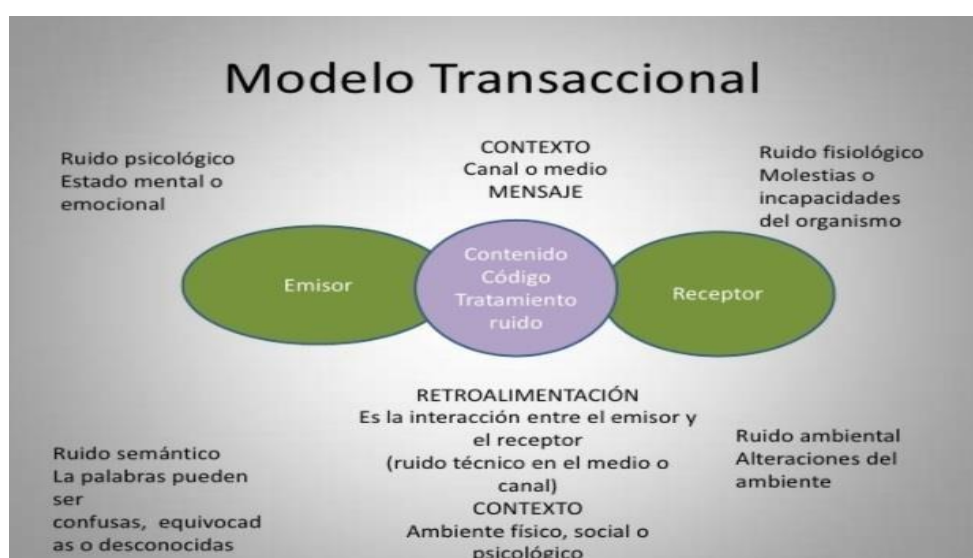 Modelo Transaccional
Ruido psicológico
Estado mental o
emocional
CONTEXTO
Canal o medio
MENSAJE
Ruido fisiológico
Molestias o
incapacidades
del organismo
Emisor
Contenido
Código
Tratamiento
ruido
Receptor
RETROALIMENTACIÓN
Es la interacción entre el emisor y
el receptor
(ruido técnico en el medio o
canal)
CONTEXTO
Ambiente físico, social o
psicológico
Ruido semántico
La palabras pueden
ser
confusas, equivocad
as o desconocidas
Ruido ambiental
Alteraciones del
ambiente